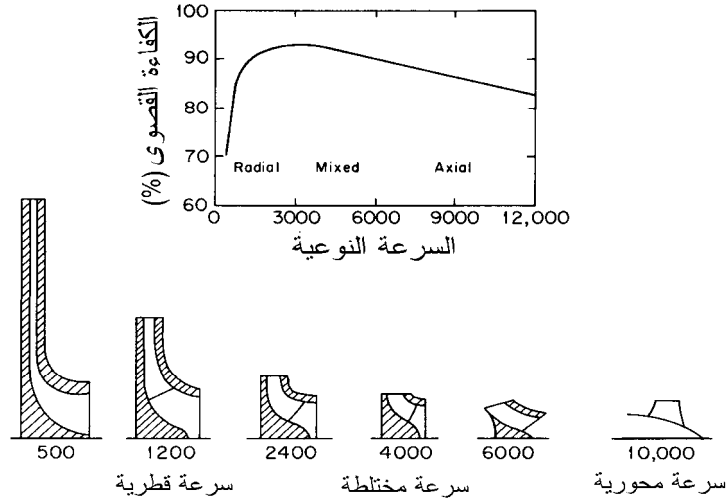 الكفاءة القصوى (%)
100
90
80
70
60
Radial Mixed Axial
0 3000 6000 9000 12,000
السرعة النوعية
500 1200 2400 4000 6000 10,000
سرعة قطرية سرعة مختلطة سرعة محورية